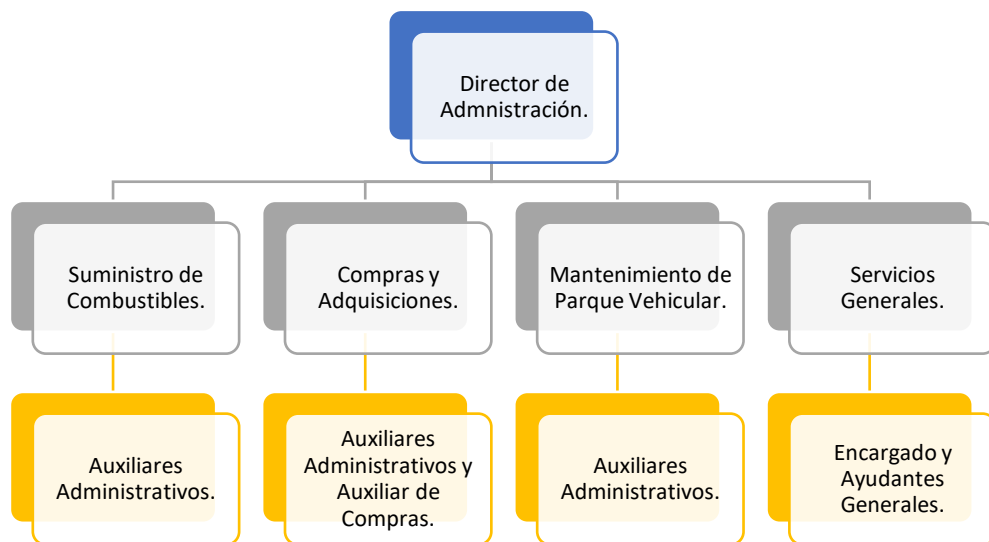 Director de
Admnistración.
Suministro de
Combustibles.
Compras y
Adquisiciones.
Mantenimiento de
Parque Vehicular.
Servicios
Generales.
Auxiliares
Administrativos.
Auxiliares
Administrativos y
Auxiliar de
Compras.
Auxiliares
Administrativos.
Encargado y
Ayudantes
Generales.